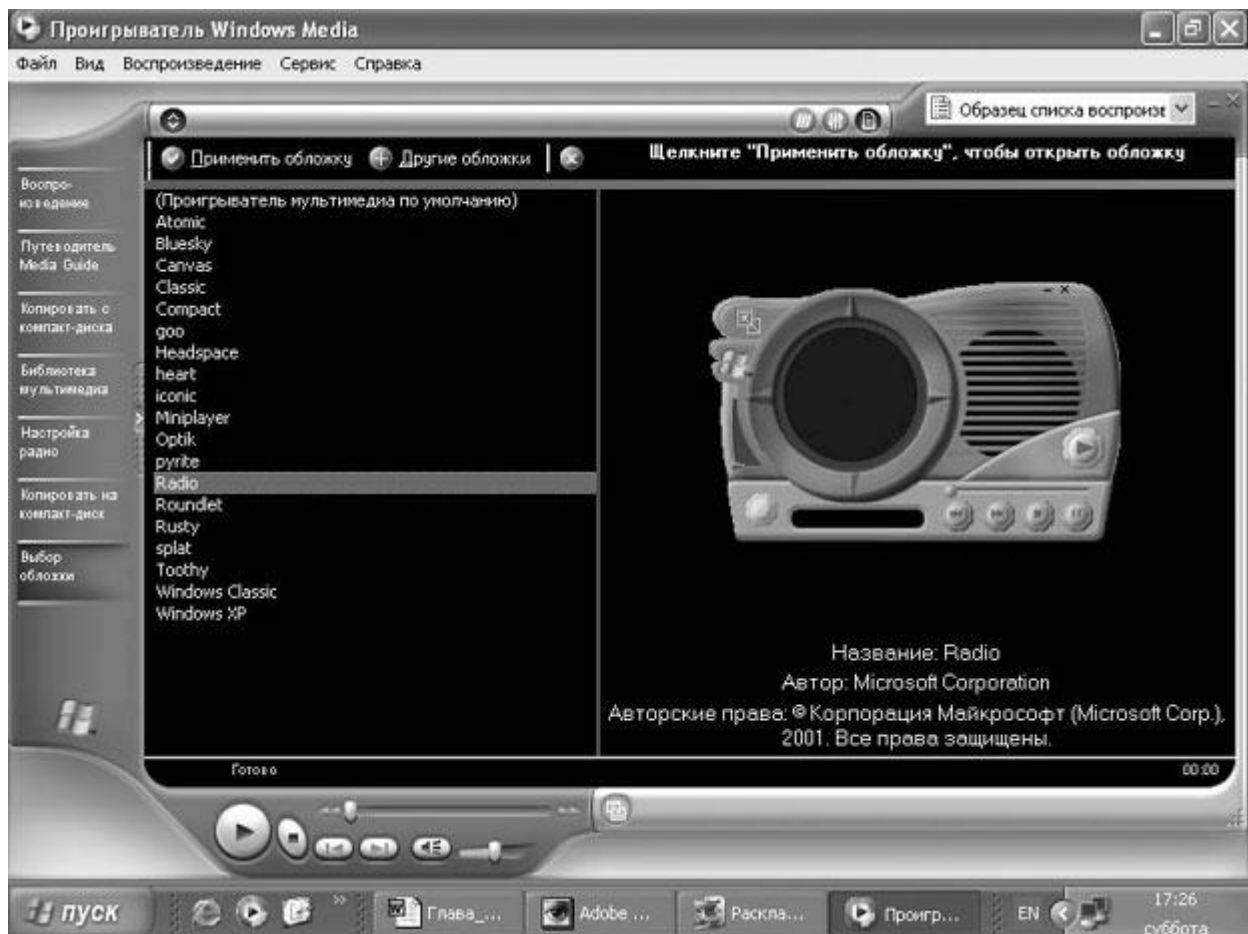 Проигрыватель Windows Media
Файл Вид Воспроизведение Сервис Справка
Образец списка воспроизв
Применить обложку Другие обложки
Щелкните "Применить обложку", чтобы открыть обложку
Воспро-
изведение
Путеводитель
Media Guide
Копировать с
компакт-диска
Библиотека
мультимедиа
Настройка
радио
Копировать на
компакт-диск
Выбор
обложки
(Проигрыватель мультимедиа по умолчанию)
Atomic
Bluesky
Canvas
Classic
Compact
goo
Headspace
heart
iconic
Miniplayer
Optik
pyrite
Radio
Roundlet
Rusty
splat
Toothy
Windows Classic
Windows XP
Название: Radio
Автор: Microsoft Corporation
Авторские права: © Корпорация Майкрософт (Microsoft Corp.),
2001. Все права защищены.
Готово 00:00
пуск Глава_... Adobe ... Раскла... Проигр... EN 17:26
суббота